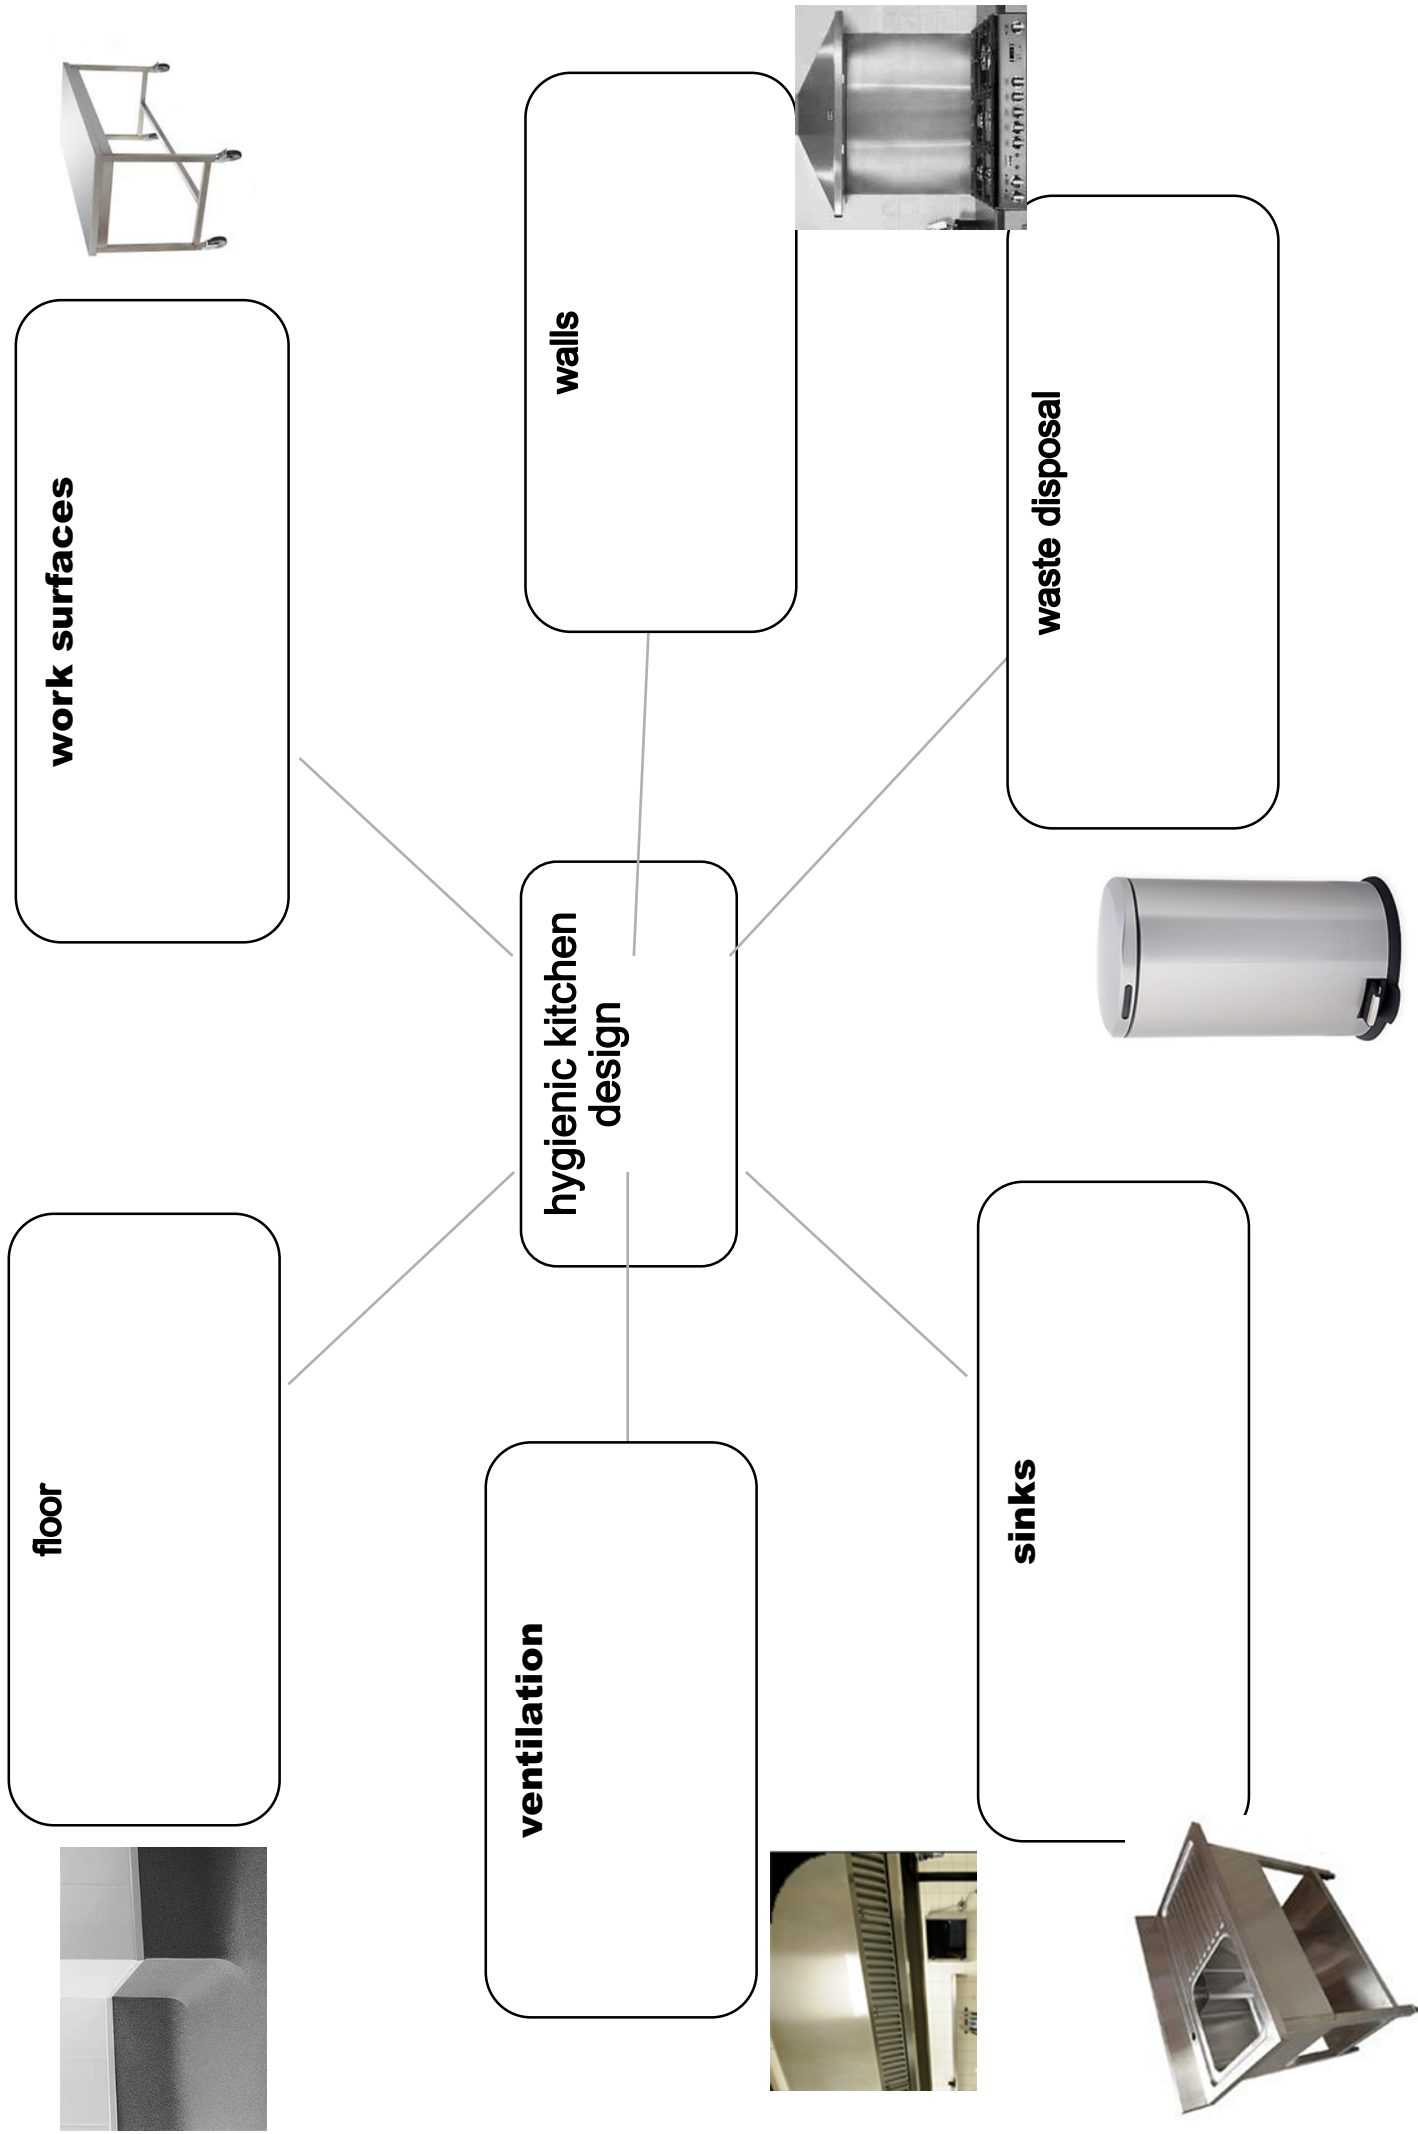 floor
work surfaces
ventilation
hygienic kitchen
design
walls
sinks
waste disposal